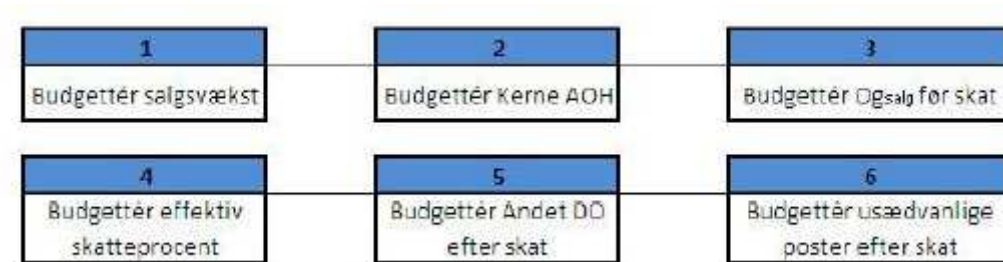 1
Budgettér salgsvækst
2
Budgettér Kerne AOH
3
Budgettér OGsalg før skat
4
Budgettér effektiv
skatteprocent
5
Budgettér Andet DO
efter skat
6
Budgettér usædvanlige
poster efter skat